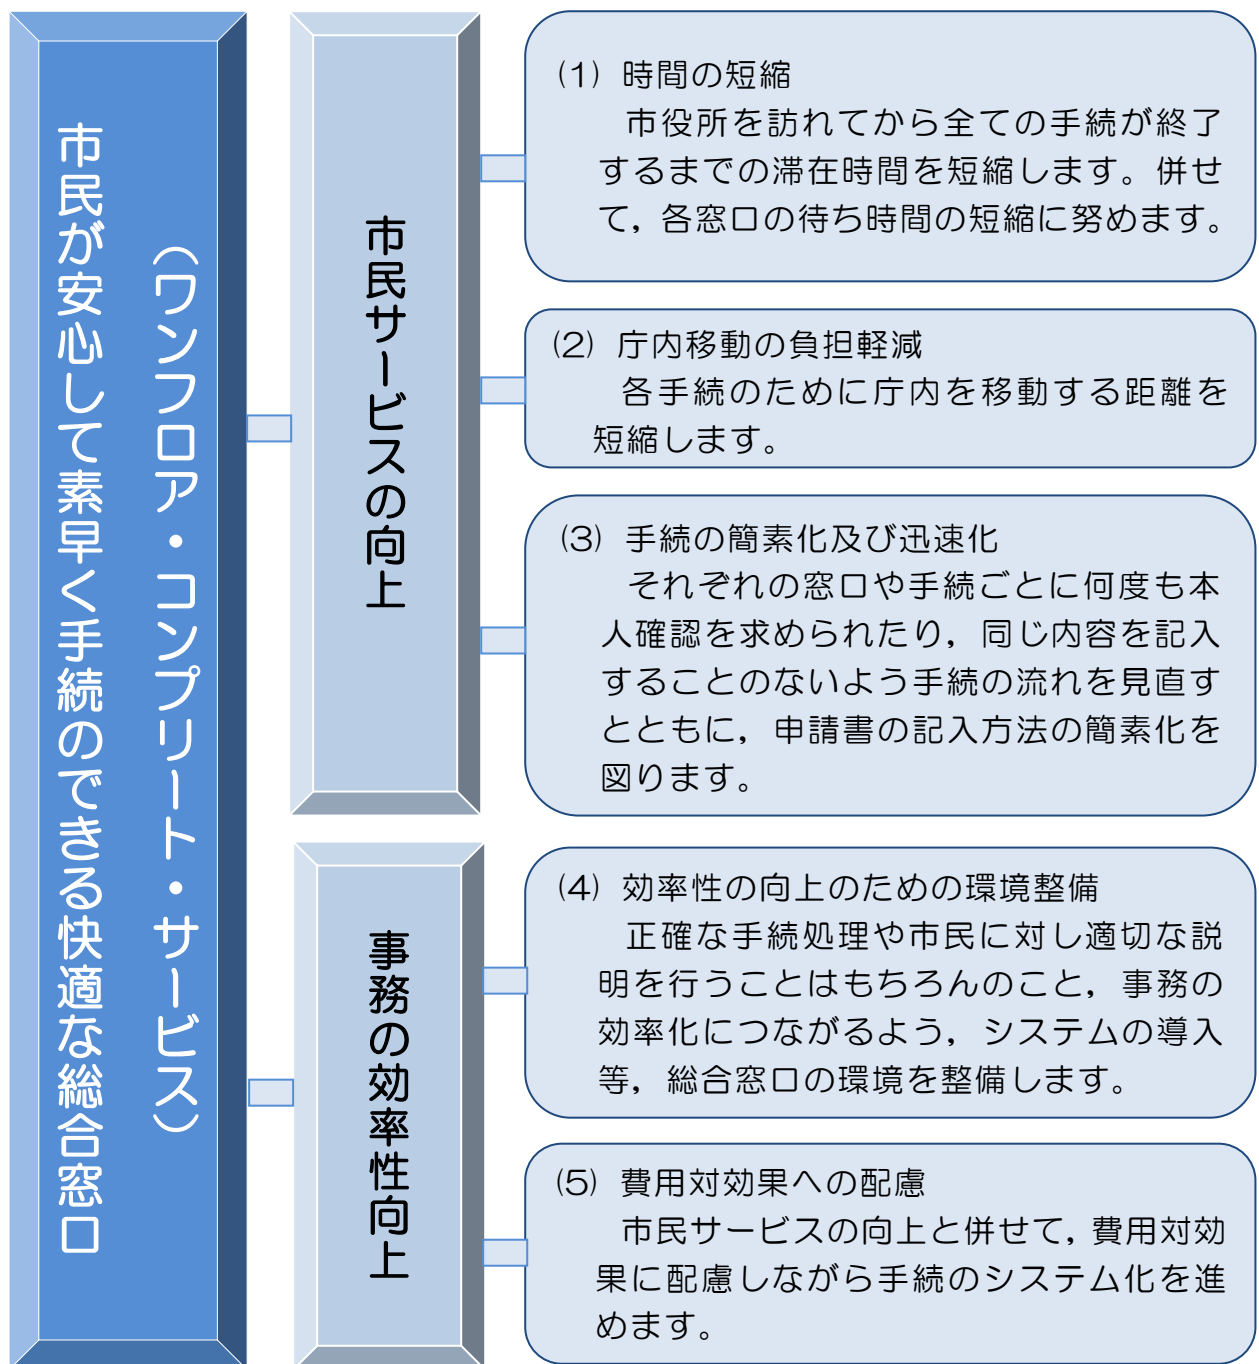 市民が安心して素早く手続のできる快適な総合窓口
（ワンフロア・コンプリート・サービス）
市民サービスの向上
(1) 時間の短縮
市役所を訪れてから全ての手続が終了
するまでの滞在時間を短縮します。併せ
て，各窓口の待ち時間の短縮に努めます。
(2) 庁内移動の負担軽減
各手続のために庁内を移動する距離を
短縮します。
(3) 手続の簡素化及び迅速化
それぞれの窓口や手続ごとに何度も本
人確認を求められたり，同じ内容を記入
することのないよう手続の流れを見直す
とともに，申請書の記入方法の簡素化を
図ります。
事務の効率性向上
(4) 効率性の向上のための環境整備
正確な手続処理や市民に対し適切な説
明を行うことはもちろんのこと，事務の
効率化につながるよう，システムの導入
等，総合窓口の環境を整備します。
(5) 費用対効果への配慮
市民サービスの向上と併せて，費用対効
果に配慮しながら手続のシステム化を進
めます。